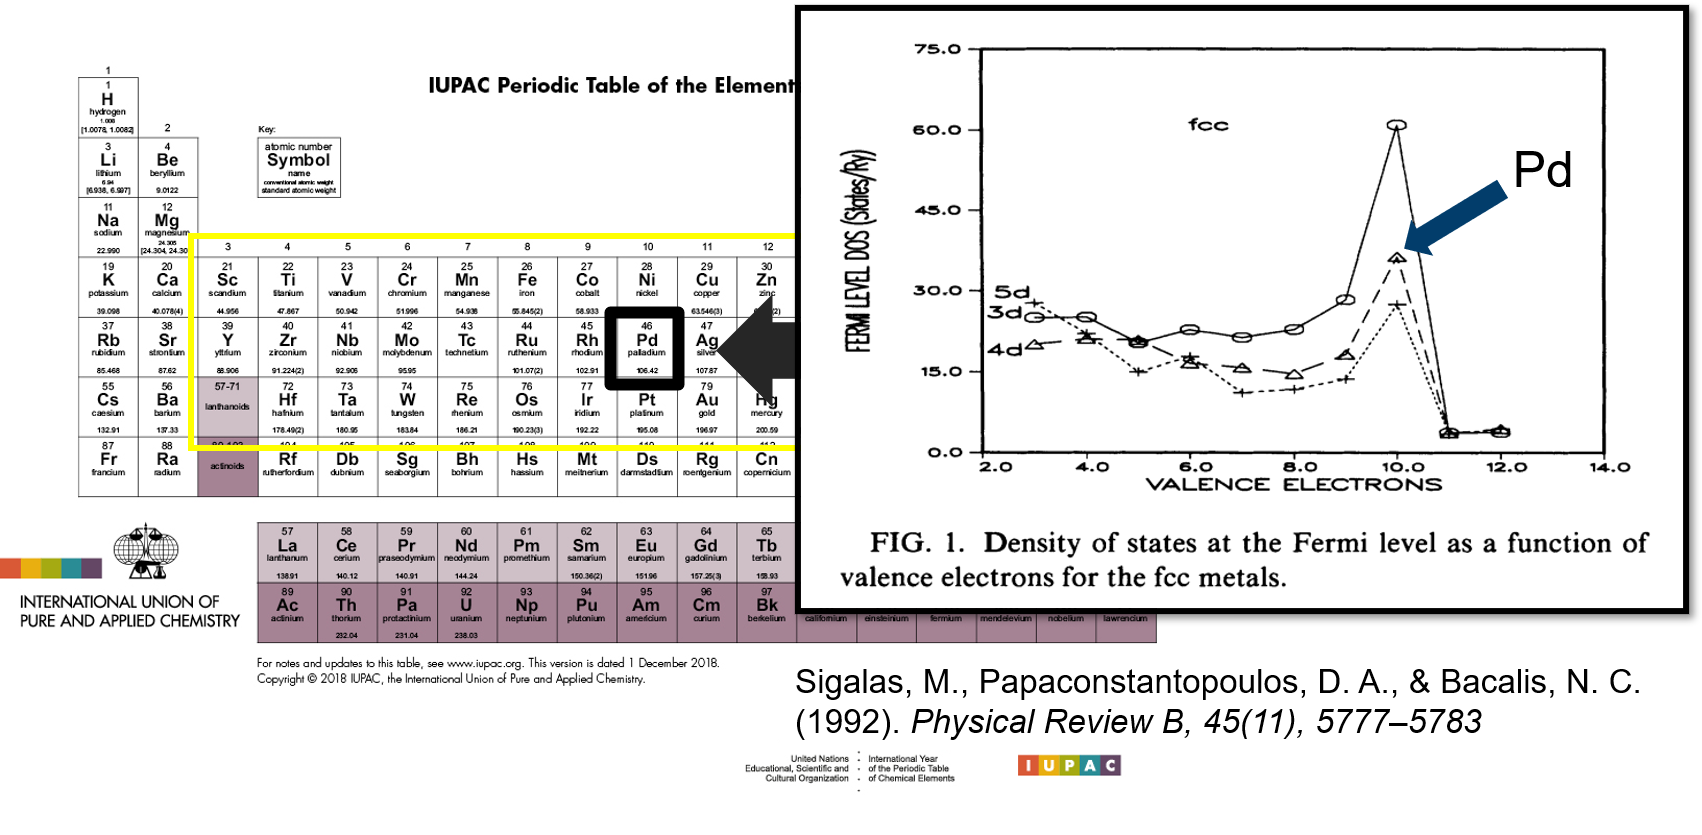 IUPAC Periodic Table of the Element
1
1
H
hydrogen
1.008
[1.0078, 1.0082]
2
Key:
atomic number
Symbol
name
conventional atomic weight
standard atomic weight
3 4
Li Be
lithium beryllium
6.94
[6.938, 6.997] 9.0122
11 12
Na Mg
sodium magnesium
24.305
22.990 [24.304, 24.30
3 4 5 6 7 8 9 10 11 12
19 20 21 22 23 24 25 26 27 28 29 30
K Ca Sc Ti V Cr Mn Fe Co Ni Cu Zn
potassium calcium scandium titanium vanadium chromium manganese iron cobalt nickel copper zinc
39.098 40.078(4) 44.956 47.867 50.942 51.996 54.938 55.845(2) 58.933 63.546(3) (2)
37 38 39 40 41 42 43 44 45 46 47
Rb Sr Y Zr Nb Mo Tc Ru Rh Pd Ag
rubidium strontium yttrium zirconium niobium molybdenum technetium ruthenium rhodium palladium silver
85.468 87.62 88.906 91.224(2) 92.906 95.95 101.07(2) 102.91 106.42 107.87
55 56 57-71 72 73 74 75 76 77 79
Cs Ba Hf Ta W Re Os Ir Pt Au Hg
caesium barium lanthanoids hafnium tantalum tungsten rhenium osmium iridium platinum gold mercury
132.91 137.33 178.49(2) 180.95 183.84 186.21 190.23(3) 192.22 195.08 196.97 200.59
87 88 89-103 104 105 106 107 108 109 110 111 112
Fr Ra Rf Db Sg Bh Hs Mt Ds Rg Cn
francium radium actinoids rutherfordium dubnium seaborgium bohrium hassium meitnerium darmstadtium roentgenium copernicium
57 58 59 60 61 62 63 64 65
La Ce Pr Nd Pm Sm Eu Gd Tb
lanthanum cerium praseodymium neodymium promethium samarium europium gadolinium terbium
138.91 140.12 140.91 144.24 150.36(2) 151.96 157.25(3) 158.93
89 90 91 92 93 94 95 96 97
Ac Th Pa U Np Pu Am Cm Bk
actinium thorium protactinium uranium neptunium plutonium americium curium berkelium californium einsteinium fermium mendelevium nobelium lawrencium
232.04 231.04 238.03
INTERNATIONAL UNION OF
PURE AND APPLIED CHEMISTRY
For notes and updates to this table, see www.iupac.org. This version is dated 1 December 2018.
Copyright © 2018 IUPAC, the International Union of Pure and Applied Chemistry.
75.0
60.0
45.0
30.0
15.0
0.0
FERMI LEVEL DOS (States/Ry)
fcc
Pd
5d
3d
4d
2.0 4.0 6.0 8.0 10.0 12.0 14.0
VALENCE ELECTRONS
FIG. 1. Density of states at the Fermi level as a function of
valence electrons for the fcc metals.
Sigalas, M., Papaconstantopoulos, D. A., & Bacalis, N. C.
(1992). Physical Review B, 45(11), 5777–5783
United Nations
Educational, Scientific and
Cultural Organization
International Year
of the Periodic Table
of Chemical Elements
IUPAC